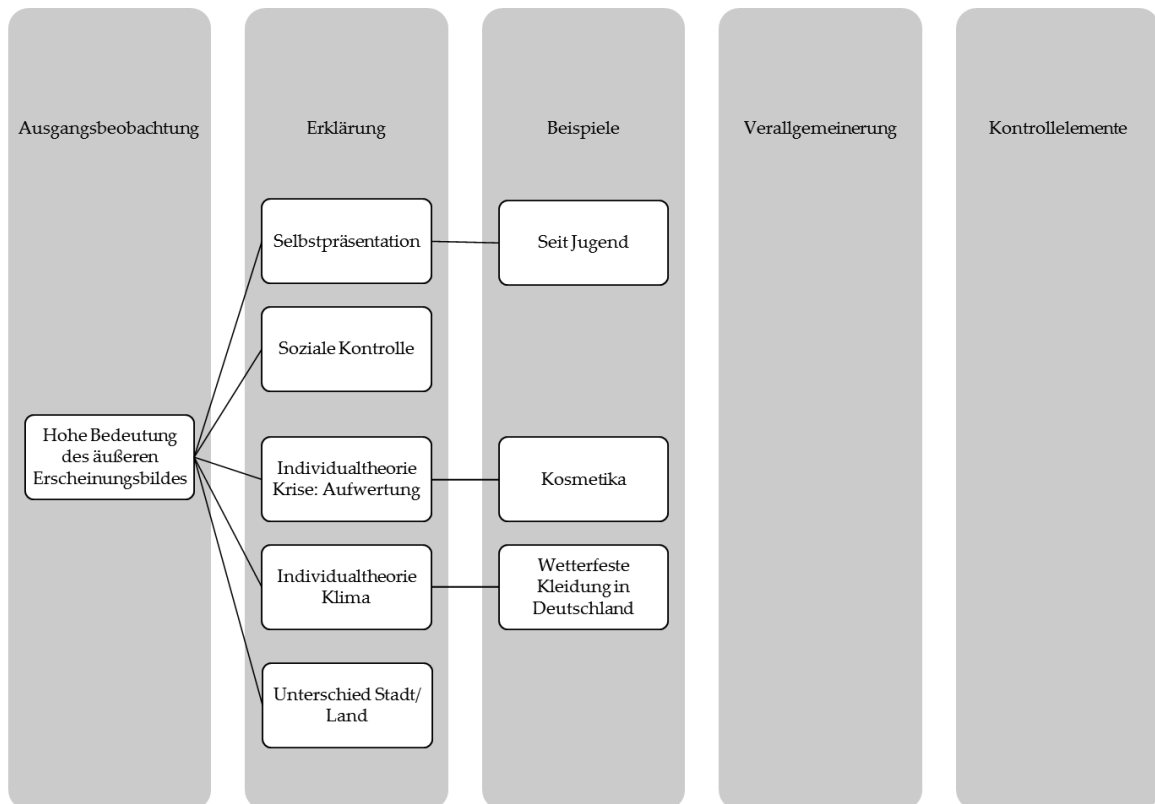 Ausgangsbeobachtung
Erklärung
Beispiele
Verallgemeinerung
Kontrollelemente
Hohe Bedeutung
des äußeren
Erscheinungsbildes
Selbstpräsentation
Seit Jugend
Soziale Kontrolle
Individualtheorie
Krise: Aufwertung
Kosmetika
Individualtheorie
Klima
Wetterfeste
Kleidung in
Deutschland
Unterschied Stadt/
Land